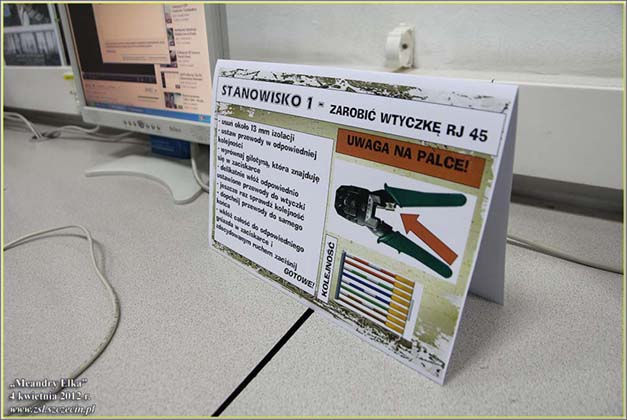 STANOWISKO 1 - ZAROBIĆ WTYCZKĘ RJ 45
- usuń około 13 mm izolacji
- ustaw przewody w odpowiedniej
kolejności
- wyrównaj gilotyną, która znajduję
się w zaciskarce
- delikatnie włóż odpowiednio
ustawione przewody do wtyczki
- jeszcze raz sprawdź kolejność
- dopchnij przewody do samego
końca
- włóż całość do odpowiedniego
gniazda w zaciskarce i
zdecydowanym ruchem zaciśnij
GOTOWE!
UWAGA NA PALCE!
KOLEJNOŚĆ
„Meandry Elka”
4 kwietnia 2012 r.
www.zsl.szczecin.pl